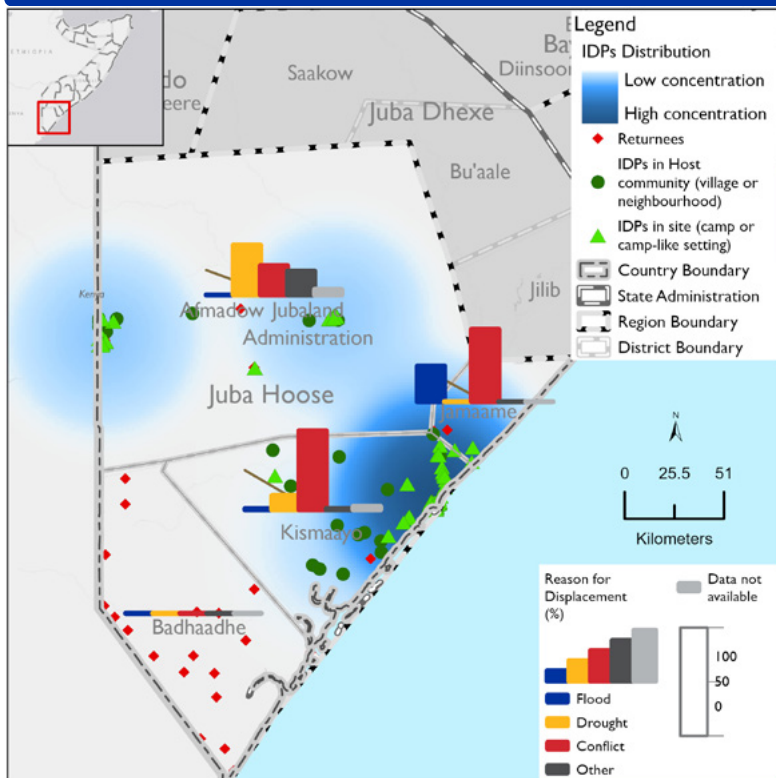 Legend
IDPs Distribution
Low concentration
High concentration
Returnees
IDPs in Host
community (village or
neighbourhood)
IDPs in site (camp or
camp-like setting)
Country Boundary
State Administration
Region Boundary
District Boundary
ETHIOPIA
Saakow
Diinsoor
Juba Dhexe
Bu'aale
Jilib
Kenya
Afmadow Jubaland
Administration
Juba Hoose
Jamaame
Kismaayo
Badhaadhe
N
0 25.5 51
Kilometers
Reason for
Displacement
(%)
Data not
available
100
50
0
Flood
Drought
Conflict
Other